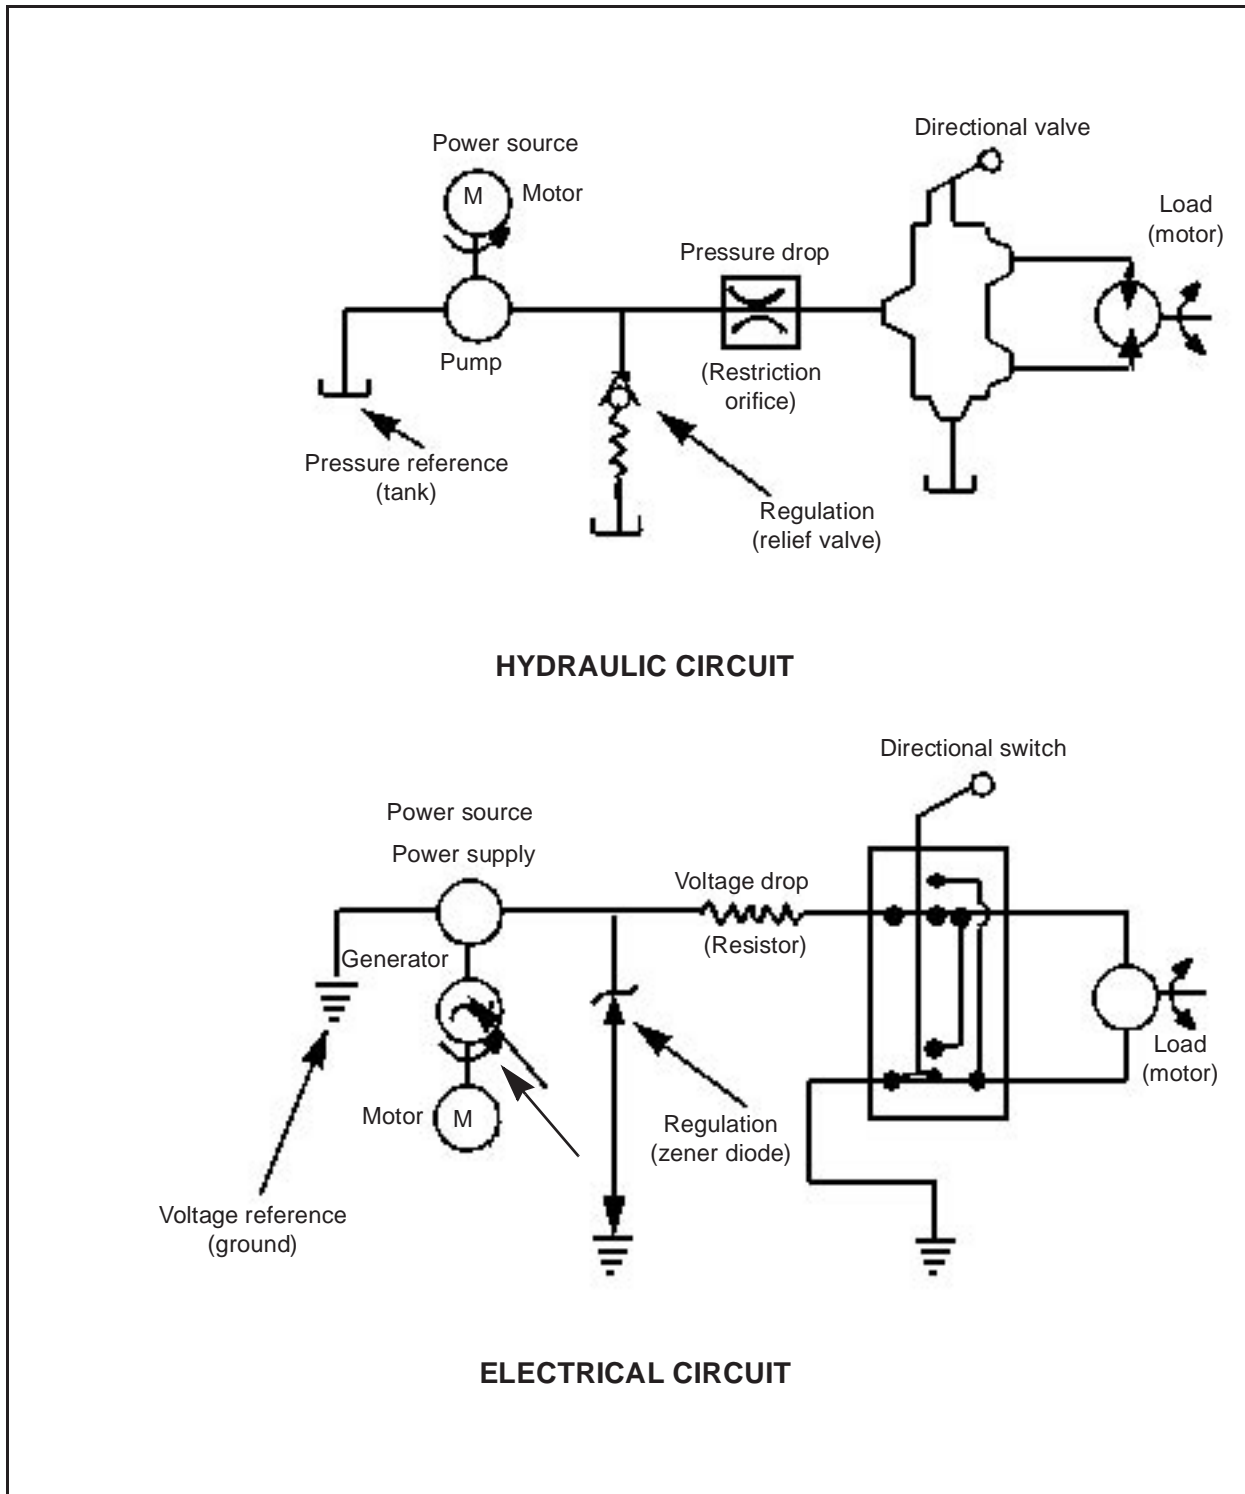 Directional valve
Power source
M
Motor
Load
(motor)
Pressure drop
Pump
(Restriction
orifice)
Pressure reference
(tank)
Regulation
(relief valve)
HYDRAULIC CIRCUIT
Directional switch
Power source
Power supply
Voltage drop
(Resistor)
Generator
Load
(motor)
Motor
M
Regulation
(zener diode)
Voltage reference
(ground)
ELECTRICAL CIRCUIT